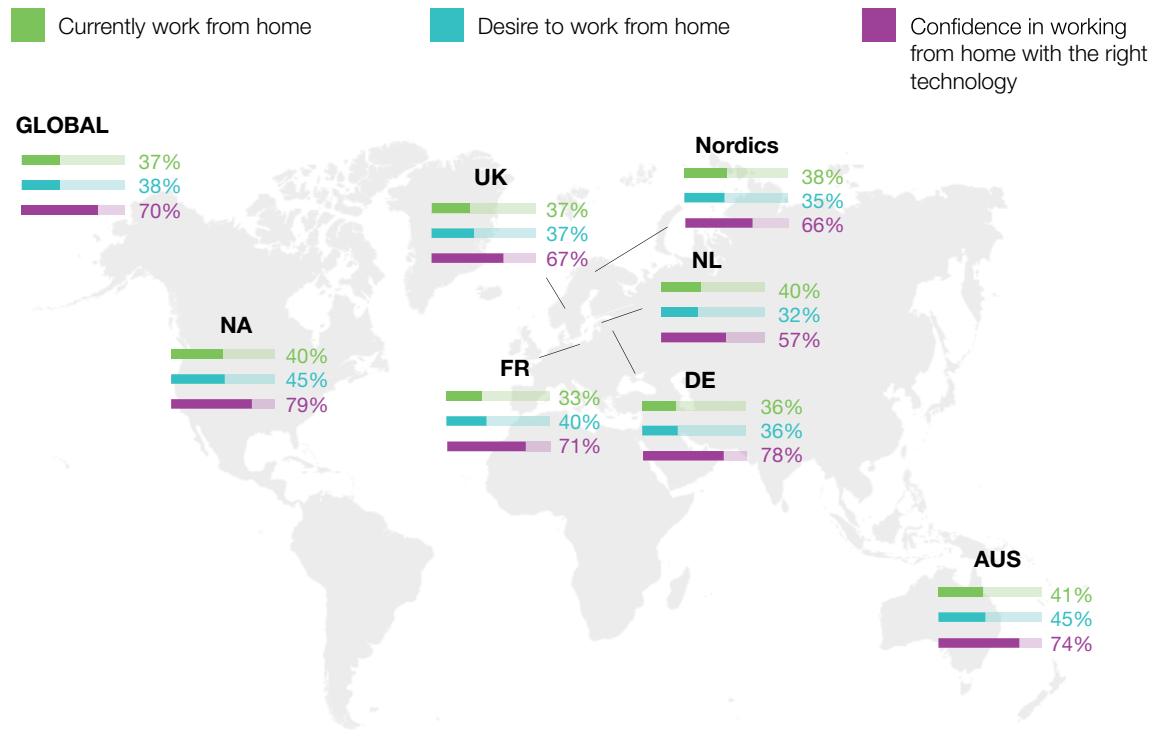 Currently work from home
Desire to work from home
Confidence in working
from home with the right
technology
GLOBAL
37%
38%
70%
UK
37%
37%
67%
Nordics
38%
35%
66%
NL
40%
32%
57%
NA
40%
45%
79%
FR
33%
40%
71%
DE
36%
36%
78%
AUS
41%
45%
74%